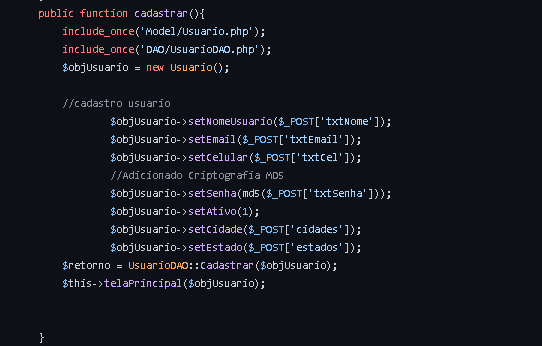 public function cadastrar(){
include_once('Model/Usuario.php');
include_once('DAO/UsuarioDAO.php');
$objUsuario = new Usuario();
//cadastro usuario
$objUsuario->setNomeUsuario($_POST['txtNome']);
$objUsuario->setEmail($_POST['txtEmail']);
$objUsuario->setCelular($_POST['txtCel']);
//Adicionado Criptografia MD5
$objUsuario->setSenha(md5($_POST['txtSenha']));
$objUsuario->setAtivo(1);
$objUsuario->setCidade($_POST['cidades']);
$objUsuario->setEstado($_POST['estados']);
$retorno = UsuarioDAO::Cadastrar($objUsuario);
$this->telaPrincipal($objUsuario);
}